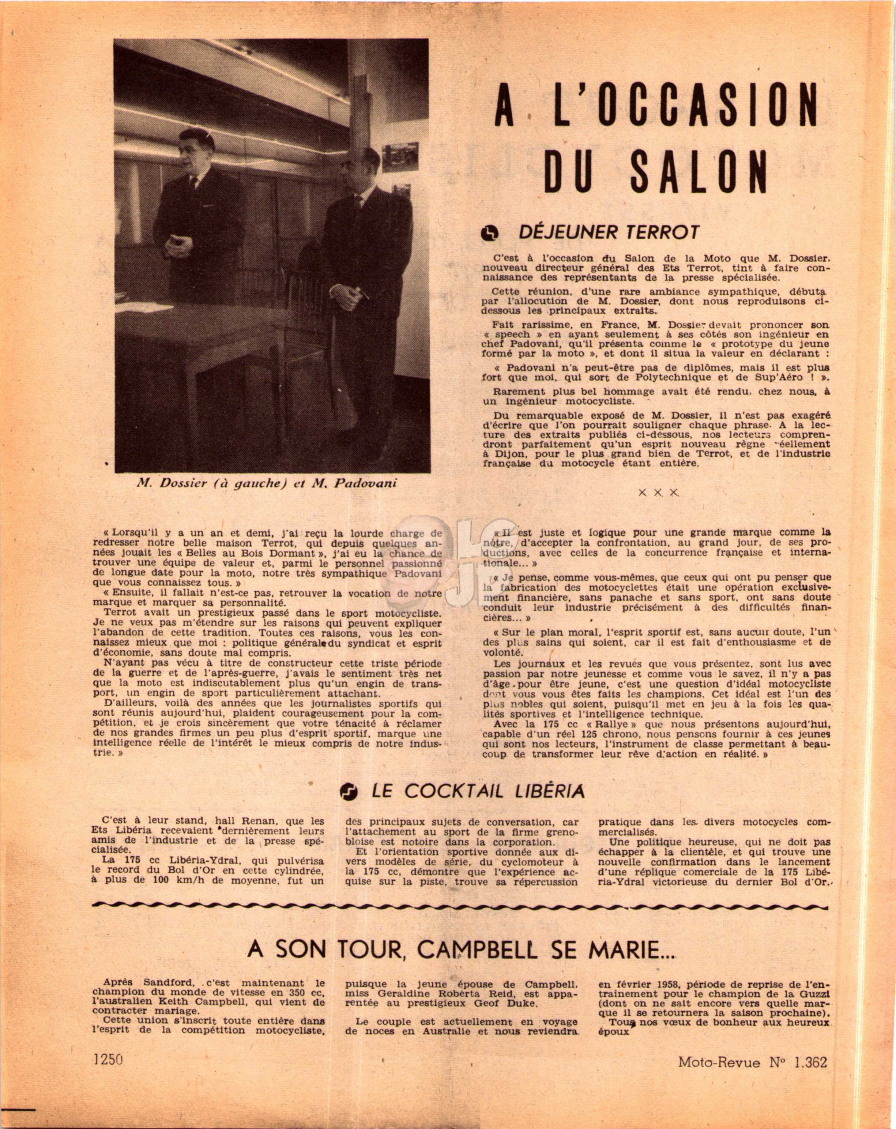 A L'OCCASION
DU SALON
DÉJEUNER TERROT
C'est à l'occasion du Salon de la Moto que M. Dossier,
nouveau directeur général des Ets Terrot, tint à faire con-
naissance des représentants de la presse spécialisée.
Cette réunion, d'une rare ambiance sympathique, débuta
par l'allocution de M. Dossier, dont nous reproduisons ci-
dessous les principaux extraits.
Fait rarissime, en France, M. Dossier devait prononcer son
« speech » en ayant seulement à ses côtés son ingénieur en
chef Padovani, qu'il présenta comme le « prototype du jeune
formé par la moto », et dont il situa la valeur en déclarant :
« Padovani n'a peut-être pas de diplômes, mais il est plus
fort que moi, qui sort de Polytechnique et de Sup'Aéro ! ».
Rarement plus bel hommage avait été rendu, chez nous, à
un ingénieur motocycliste.
Du remarquable exposé de M. Dossier, il n'est pas exagéré
d'écrire que l'on pourrait souligner chaque phrase. A la lec-
ture des extraits publiés ci-dessous, nos lecteurs compren-
dront parfaitement qu'un esprit nouveau règne réellement
à Dijon, pour le plus grand bien de Terrot, et de l'industrie
française du motocycle étant entière.
M. Dossier (à gauche) et M. Padovani
X X X
« Lorsqu'il y a un an et demi, j'ai reçu la lourde charge de
redresser notre belle maison Terrot, qui depuis quelques an-
nées jouait les « Belles au Bois Dormant », j'ai eu la chance de
trouver une équipe de valeur et, parmi le personnel passionné
de longue date pour la moto, notre très sympathique Padovani
que vous connaissez tous. »
« Ensuite, il fallait n'est-ce pas, retrouver la vocation de notre
marque et marquer sa personnalité.
Terrot avait un prestigieux passé dans le sport motocycliste.
Je ne veux pas m'étendre sur les raisons qui peuvent expliquer
l'abandon de cette tradition. Toutes ces raisons, vous les con-
naissez mieux que moi : politique générale du syndicat et esprit
d'économie, sans doute mal compris.
N'ayant pas vécu à titre de constructeur cette triste période
de la guerre et de l'après-guerre, j'avais le sentiment très net
que la moto est indiscutablement plus qu'un engin de trans-
port, un engin de sport particulièrement attachant.
D'ailleurs, voilà des années que les journalistes sportifs qui
sont réunis aujourd'hui, plaident courageusement pour la com-
pétition, et je crois sincèrement que votre ténacité à réclamer
de nos grandes firmes un peu plus d'esprit sportif, marque une
intelligence réelle de l'intérêt le mieux compris de notre indus-
trie. »
« Il est juste et logique pour une grande marque comme la
nôtre, d'accepter la confrontation, au grand jour, de ses pro-
ductions, avec celles de la concurrence française et interna-
tionale... »
« Je pense, comme vous-mêmes, que ceux qui ont pu penser que
la fabrication des motocyclettes était une opération exclusive-
ment financière, sans panache et sans sport, ont sans doute
conduit leur industrie précisément à des difficultés finan-
cières... »
« Sur le plan moral, l'esprit sportif est, sans aucun doute, l'un
des plus sains qui soient, car il est fait d'enthousiasme et de
volonté.
Les journaux et les revues que vous présentez, sont lus avec
passion par notre jeunesse et comme vous le savez, il n'y a pas
d'âge pour être jeune, c'est une question d'idéal motocycliste
dont vous vous êtes faits les champions. Cet idéal est l'un des
plus nobles qui soient, puisqu'il met en jeu à la fois les qua-
lités sportives et l'intelligence technique.
Avec la 175 cc « Rallye » que nous présentons aujourd'hui,
capable d'un réel 125 chrono, nous pensons fournir à ces jeunes
qui sont nos lecteurs, l'instrument de classe permettant à beau-
coup de transformer leur rêve d'action en réalité. »
LE COCKTAIL LIBÉRIA
C'est à leur stand, hall Renan, que les
Ets Libéria recevaient dernièrement leurs
amis de l'industrie et de la presse spé-
cialisée.
La 175 cc Libéria-Ydral, qui pulvérisa
le record du Bol d'Or en cette cylindrée,
à plus de 100 km/h de moyenne, fut un
des principaux sujets de conversation, car
l'attachement au sport de la firme greno-
bloise est notoire dans la corporation.
Et l'orientation sportive donnée aux di-
vers modèles de série, du cyclomoteur à
la 175 cc, démontre que l'expérience ac-
quise sur la piste, trouve sa répercussion
pratique dans les divers motocycles com-
mercialisés.
Une politique heureuse, qui ne doit pas
échapper à la clientèle, et qui trouve une
nouvelle confirmation dans le lancement
d'une réplique comerciale de la 175 Libé-
ria-Ydral victorieuse du dernier Bol d'Or.
A SON TOUR, CAMPBELL SE MARIE...
Après Sandford, c'est maintenant le
champion du monde de vitesse en 350 cc,
l'australien Keith Campbell, qui vient de
contracter mariage.
Cette union s'inscrit toute entière dans
l'esprit de la compétition motocycliste,
puisque la jeune épouse de Campbell,
miss Geraldine Roberta Reid, est appa-
rentée au prestigieux Geof Duke.
Le couple est actuellement en voyage
de noces en Australie et nous reviendra
en février 1958, période de reprise de l'en-
trainement pour le champion de la Guzzi
(dont on ne sait encore vers quelle mar-
que il se retournera la saison prochaine).
Tous nos vœux de bonheur aux heureux
époux
1250
Moto-Revue N° 1.362